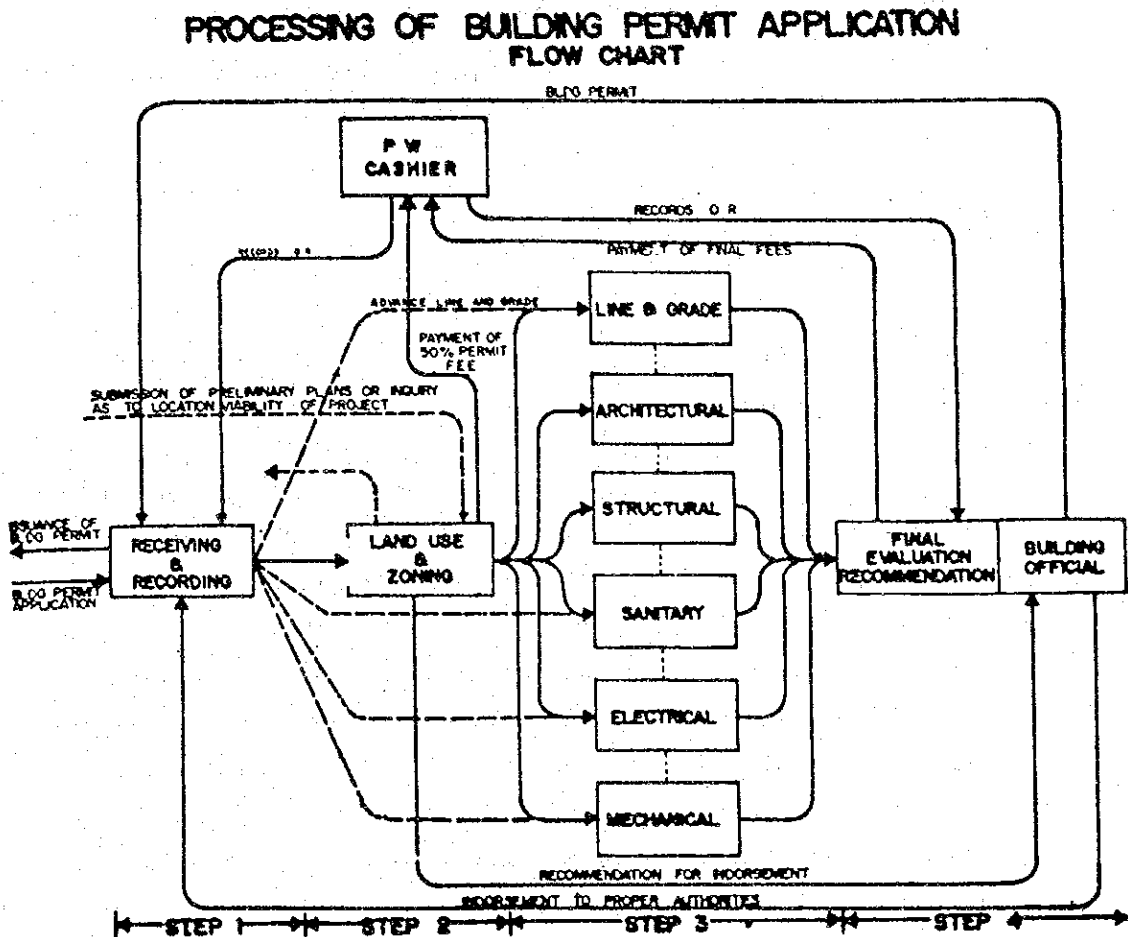 PROCESSING OF BUILDING PERMIT APPLICATION
FLOW CHART
BLDG PERMIT
P W
CASHIER
RECORDS O R
PAYMENT OF FINAL FEES
ADVANCE LINE AND GRADE
LINE & GRADE
PAYMENT OF
50% PERMIT
FEE
SUBMISSION OF PRELIMINARY PLANS OR INQUIRY
AS TO LOCATION VIABILITY OF PROJECT
ARCHITECTURAL
STRUCTURAL
ISSUANCE OF
BLDG PERMIT
RECEIVING
&
RECORDING
LAND USE
&
ZONING
FINAL
EVALUATION
RECOMMENDATION
BUILDING
OFFICIAL
BLDG PERMIT
APPLICATION
SANITARY
ELECTRICAL
MECHANICAL
RECOMMENDATION FOR INDORSEMENT
INDORSEMENT TO PROPER AUTHORITIES
STEP 1
STEP 2
STEP 3
STEP 4